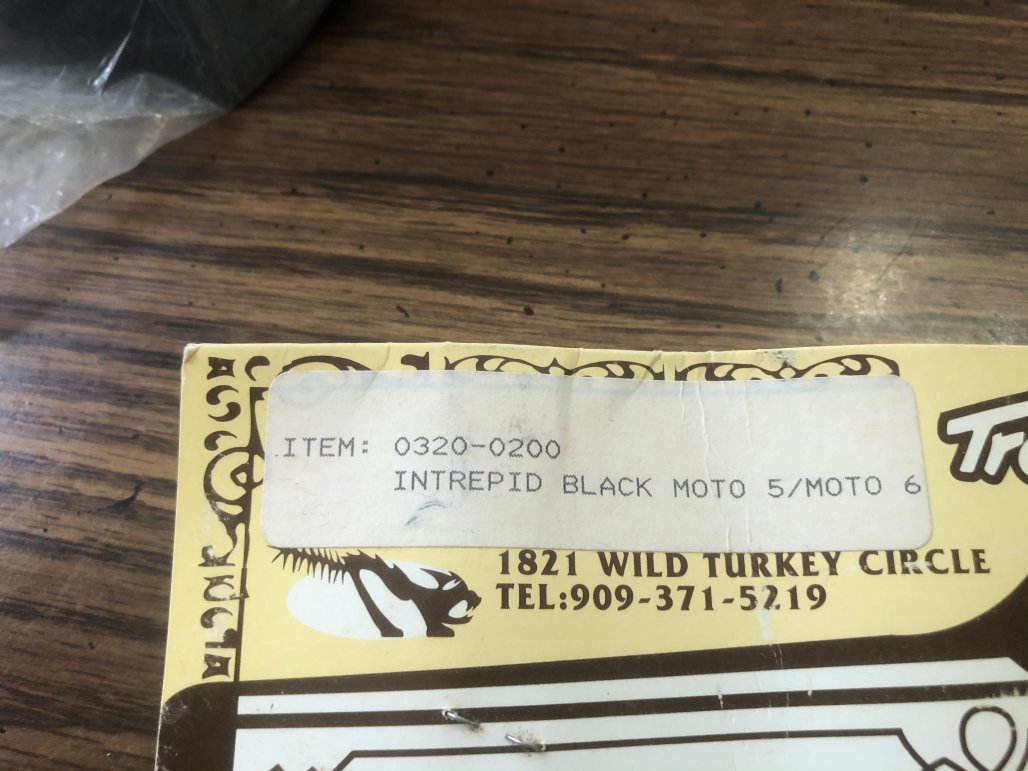 ITEM: 0320-0200
INTREPID BLACK MOTO 5/MOTO 6
1821 WILD TURKEY CIRCLE
TEL:909-371-5219